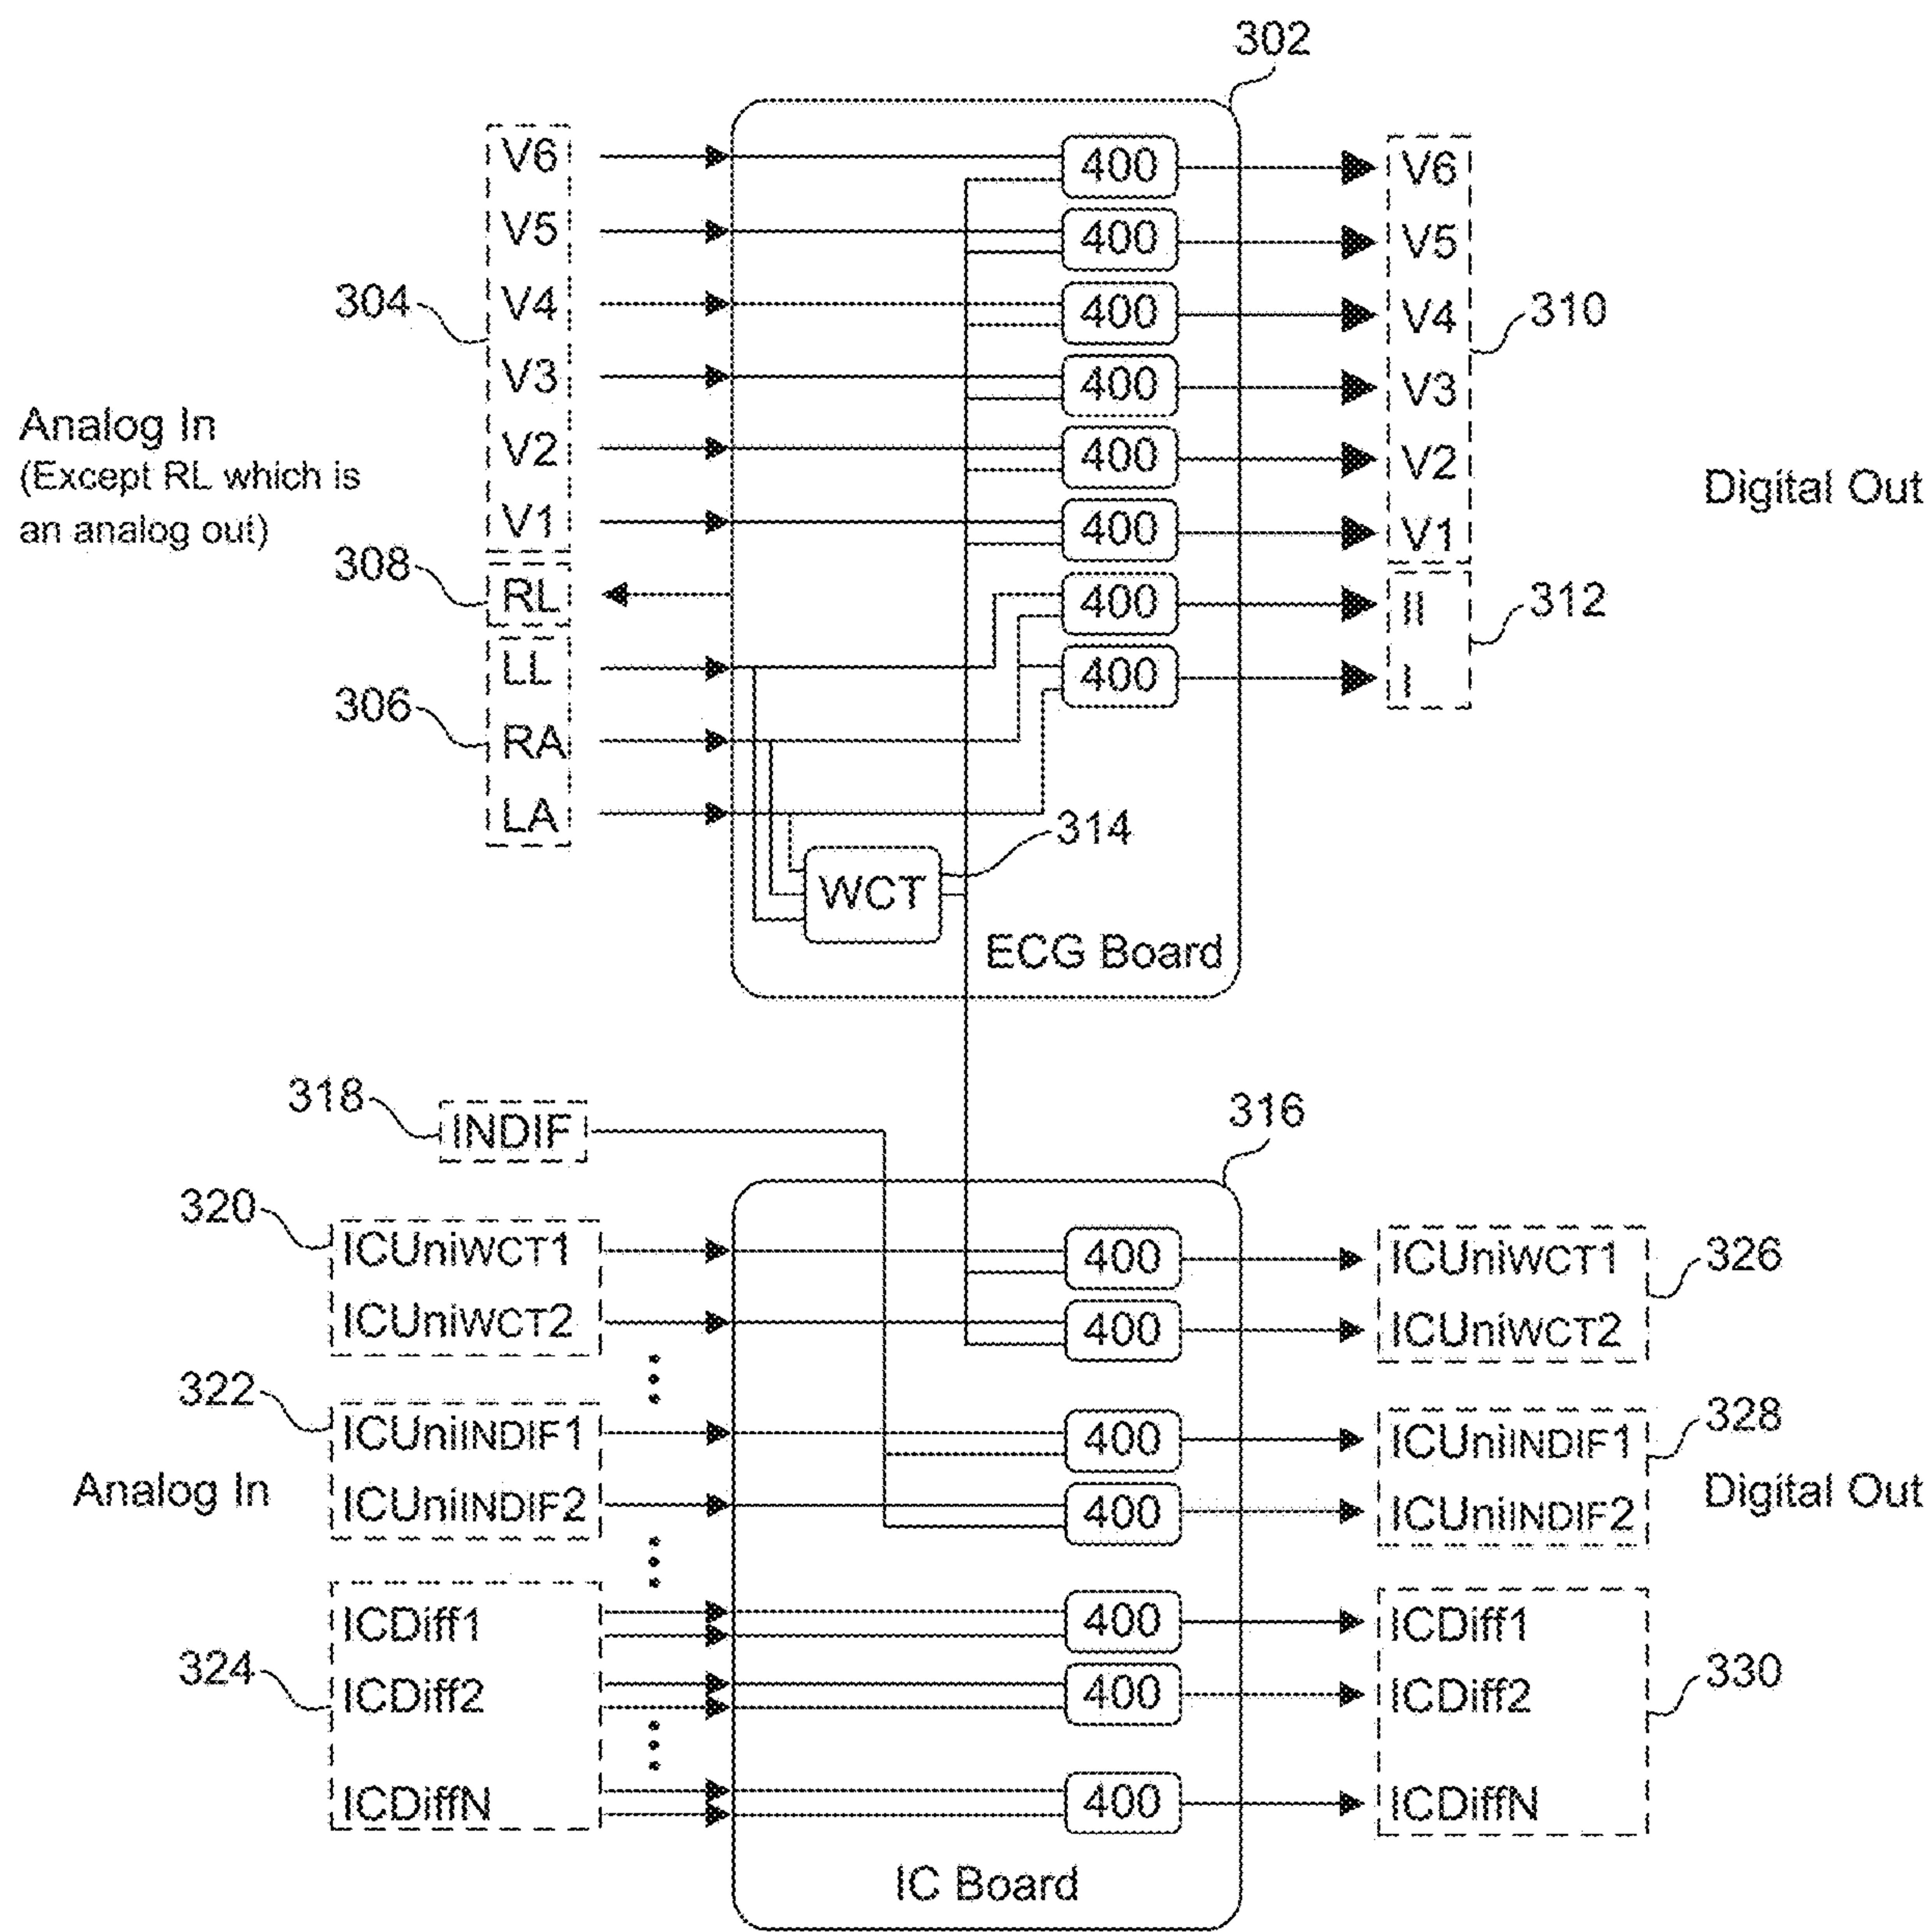 302
V6 400 V6
V5 400 V5
304 V4 400 V4 310
V3 400 V3
Analog In
(Except RL which is
an analog out)
V2 400 V2
Digital Out
V1 400 V1
308 RL 400 II 312
LL 400 I
306 RA
LA
314
WCT
ECG Board
318 INDIF
316
320 ICUniWCT1 400 ICUniWCT1 326
ICUniWCT2 400 ICUniWCT2
322 ICUniINDIF1 400 ICUniINDIF1 328
Analog In
Digital Out
ICUniINDIF2 400 ICUniINDIF2
ICDiff1 400 ICDiff1
324 ICDiff2 400 ICDiff2 330
ICDiffN 400 ICDiffN
IC Board